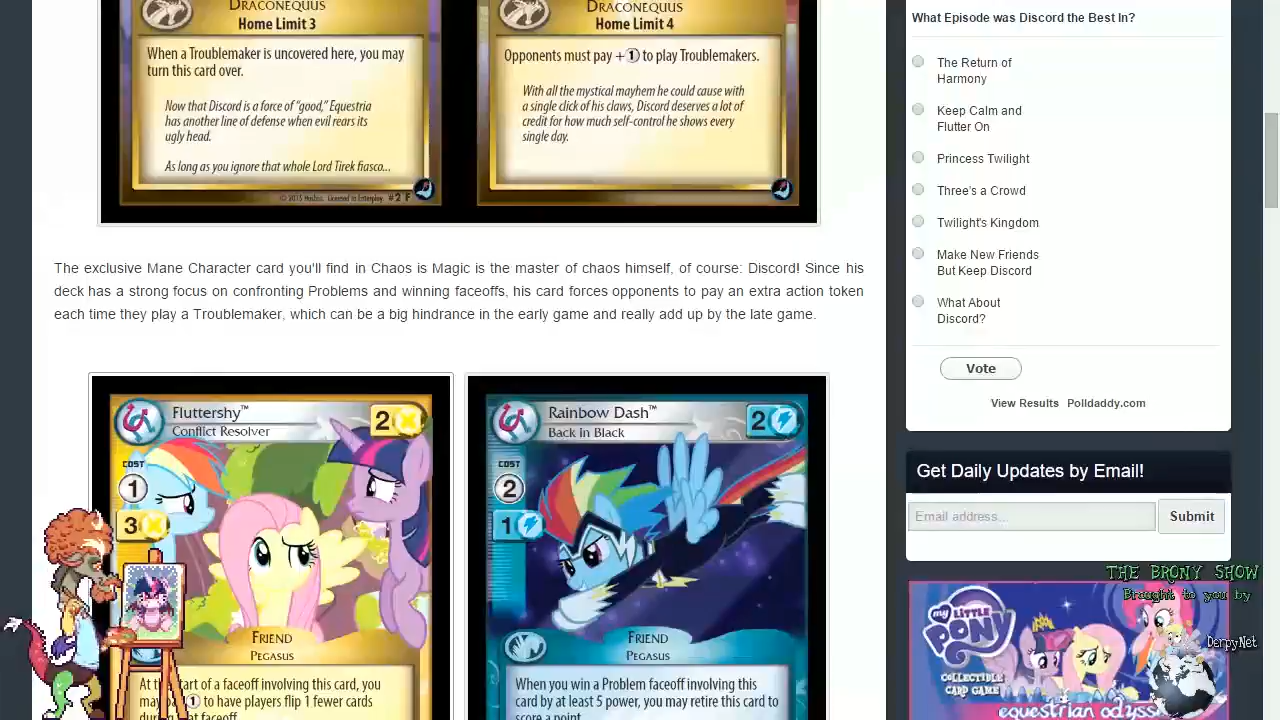 DRACONEQUUS
Home Limit 3
When a Troublemaker is uncovered here, you may
turn this card over.
Now that Discord is a force of "good," Equestria
has another line of defense when evil rears its
ugly head.
As long as you ignore that whole Lord Tirek fiasco...
© 2015 Hasbro. Licensed to Enterplay. #2 F
DRACONEQUUS
Home Limit 4
Opponents must pay +1 to play Troublemakers.
With all the mystical mayhem he could cause with
a single click of his claws, Discord deserves a lot of
credit for how much self-control he shows every
single day.
The exclusive Mane Character card you'll find in Chaos is Magic is the master of chaos himself, of course: Discord! Since his
deck has a strong focus on confronting Problems and winning faceoffs, his card forces opponents to pay an extra action token
each time they play a Troublemaker, which can be a big hindrance in the early game and really add up by the late game.
Fluttershy™
Conflict Resolver
2
COST
1
3
FRIEND
PEGASUS
At the start of a faceoff involving this card, you
may 1 to have players flip 1 fewer cards
faceoff.
Rainbow Dash™
Back in Black
2
COST
2
1
FRIEND
PEGASUS
When you win a Problem faceoff involving this
card by at least 5 power, you may retire this card to
score a point.
What Episode was Discord the Best In?
The Return of
Harmony
Keep Calm and
Flutter On
Princess Twilight
Three's a Crowd
Twilight's Kingdom
Make New Friends
But Keep Discord
What About
Discord?
Vote
View Results Polldaddy.com
Get Daily Updates by Email!
Email address...
Submit
THE BRONY SHOW
Brought to you by
DerpyNet
my LITTLE
PONY
COLLECTIBLE
CARD GAME
equestrian odysse